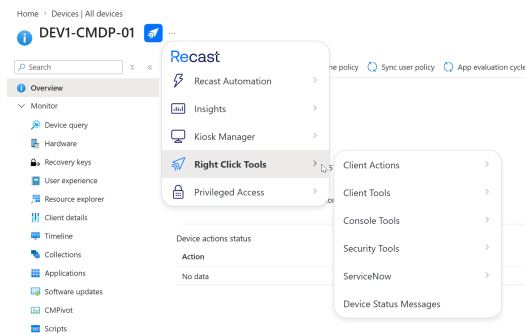 Home > Devices | All devices
DEV1-CMDP-01
...
Recast
Search
ne policy
Sync user policy
App evaluation cycle
Overview
Recast Automation
Monitor
Insights
Device query
Kiosk Manager
Hardware
Recovery keys
Right Click Tools
Client Actions
User experience
Privileged Access
Client Tools
Resource explorer
Client details
Console Tools
Timeline
Device actions status
Security Tools
Collections
Action
Applications
No data
ServiceNow
Software updates
CMPivot
Device Status Messages
Scripts